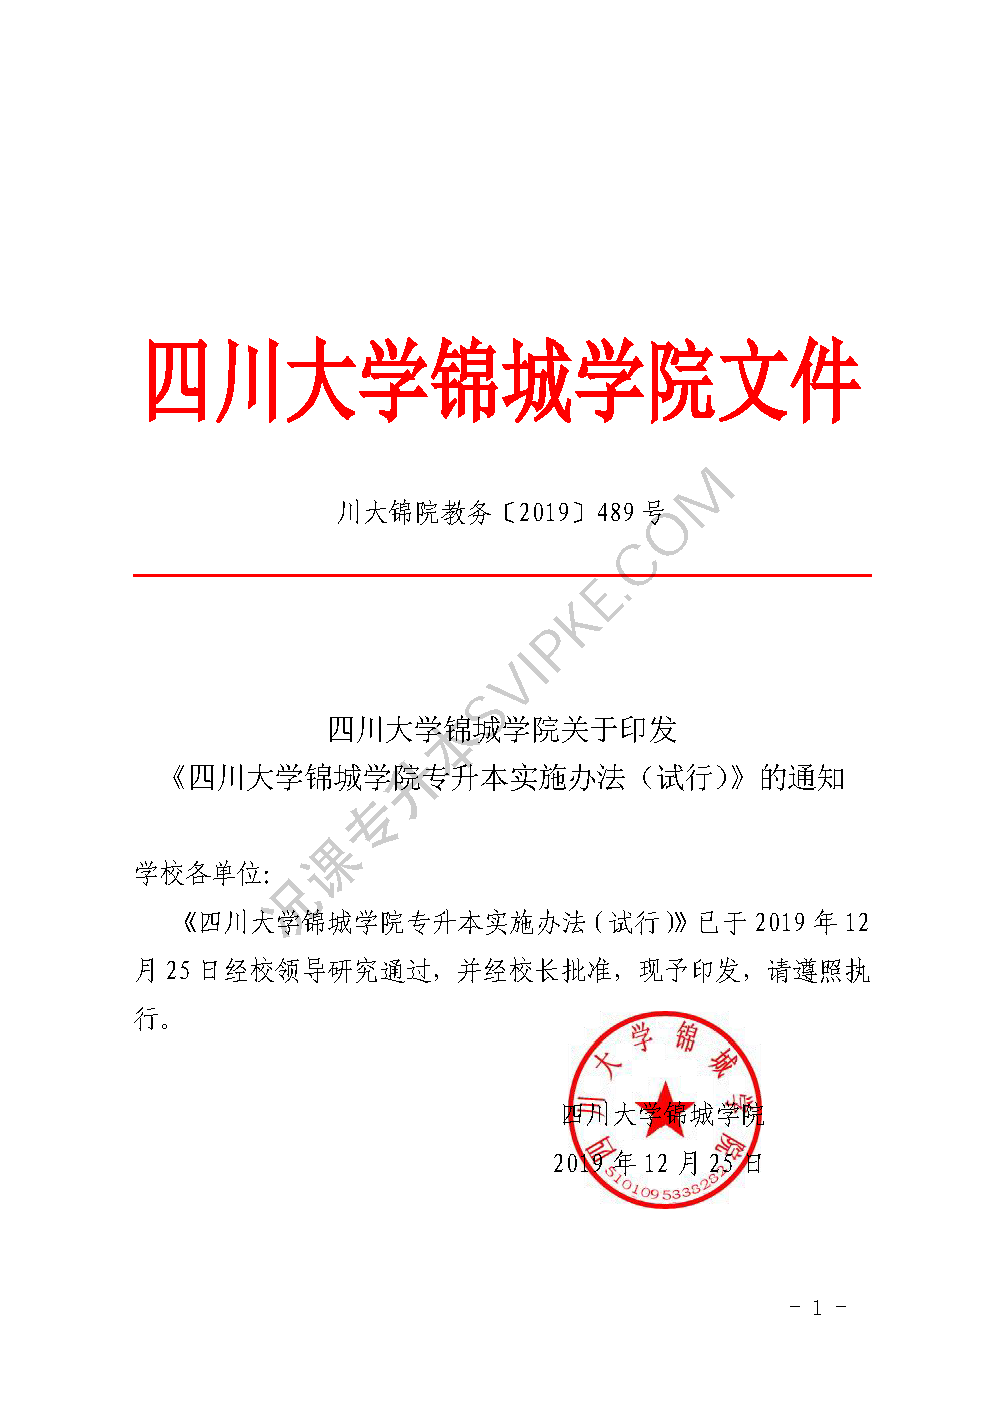 四川大学锦城学院文件
川大锦院教务〔2019〕489 号
四川大学锦城学院关于印发
《四川大学锦城学院专升本实施办法（试行）》的通知
学校各单位：
《四川大学锦城学院专升本实施办法（试行）》已于 2019 年 12
月 25 日经校领导研究通过，并经校长批准，现予印发，请遵照执
行。
四川大学锦城学院
2019 年 12 月 25 日
四川大学锦城学院
5101095338282
- 1 -
况课专升本SVIPKE.COM